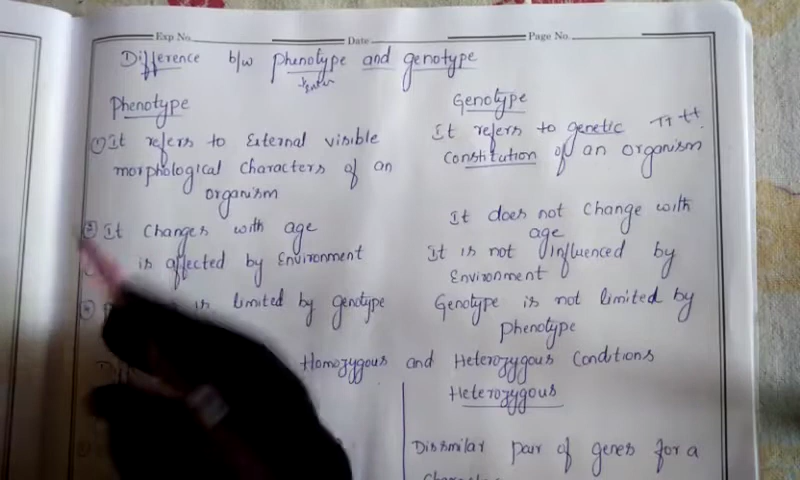 Exp No.
Date
Page No.
Difference b/w phenotype and genotype
Phenotype
Genotype
① It refers to External visible
morphological characters of an
organism
It refers to genetic TT tt
Constitution of an organism
② It Changes with age
It does not change with
age
is affected by Environment
It is not influenced by
Environment
④ is limited by genotype
Genotype is not limited by
Phenotype
Homozygous and Heterozygous Conditions
Heterozygous
Dissimilar pair of genes for a